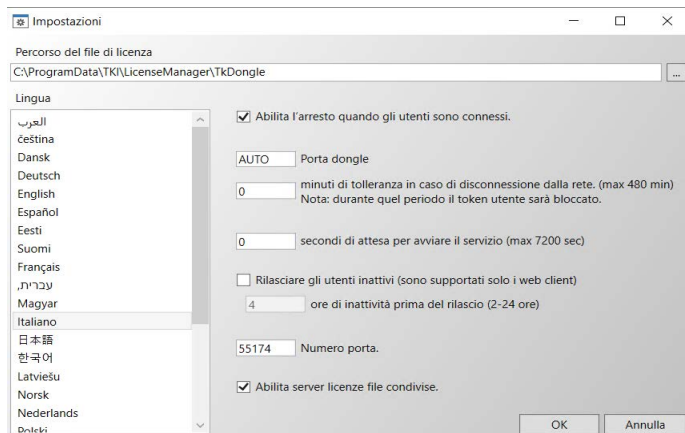 Impostazioni
Percorso del file di licenza
C:\ProgramData\TKI\LicenseManager\TkDongle
...
Lingua
العرب
čeština
Dansk
Deutsch
English
Español
Eesti
Suomi
Français
עברית,
Magyar
Italiano
日本語
한국어
Latviešu
Norsk
Nederlands
Polski
Abilita l'arresto quando gli utenti sono connessi.
AUTO Porta dongle
0 minuti di tolleranza in caso di disconnessione dalla rete. (max 480 min)
Nota: durante quel periodo il token utente sarà bloccato.
0 secondi di attesa per avviare il servizio (max 7200 sec)
Rilasciare gli utenti inattivi (sono supportati solo i web client)
4 ore di inattività prima del rilascio (2-24 ore)
55174 Numero porta.
Abilita server licenze file condivise.
OK Annulla